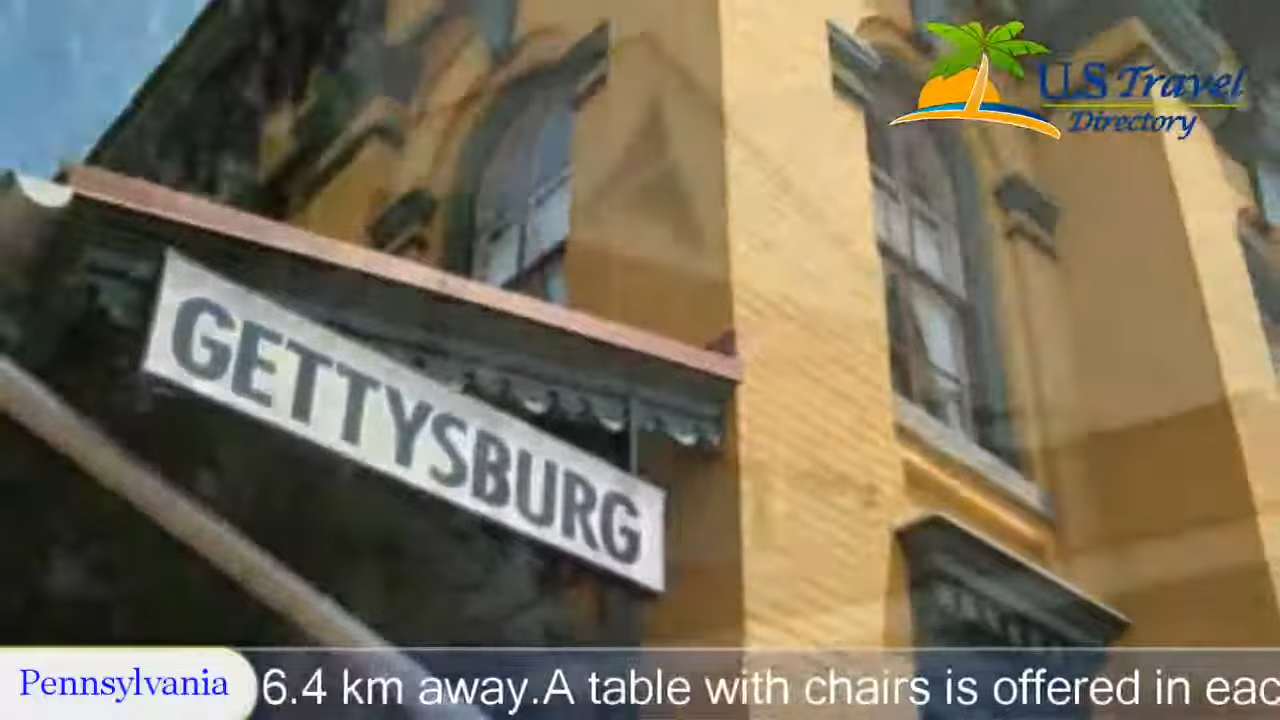 U.S Travel
Directory
GETTYSBURG
Pennsylvania
6.4 km away.A table with chairs is offered in eac